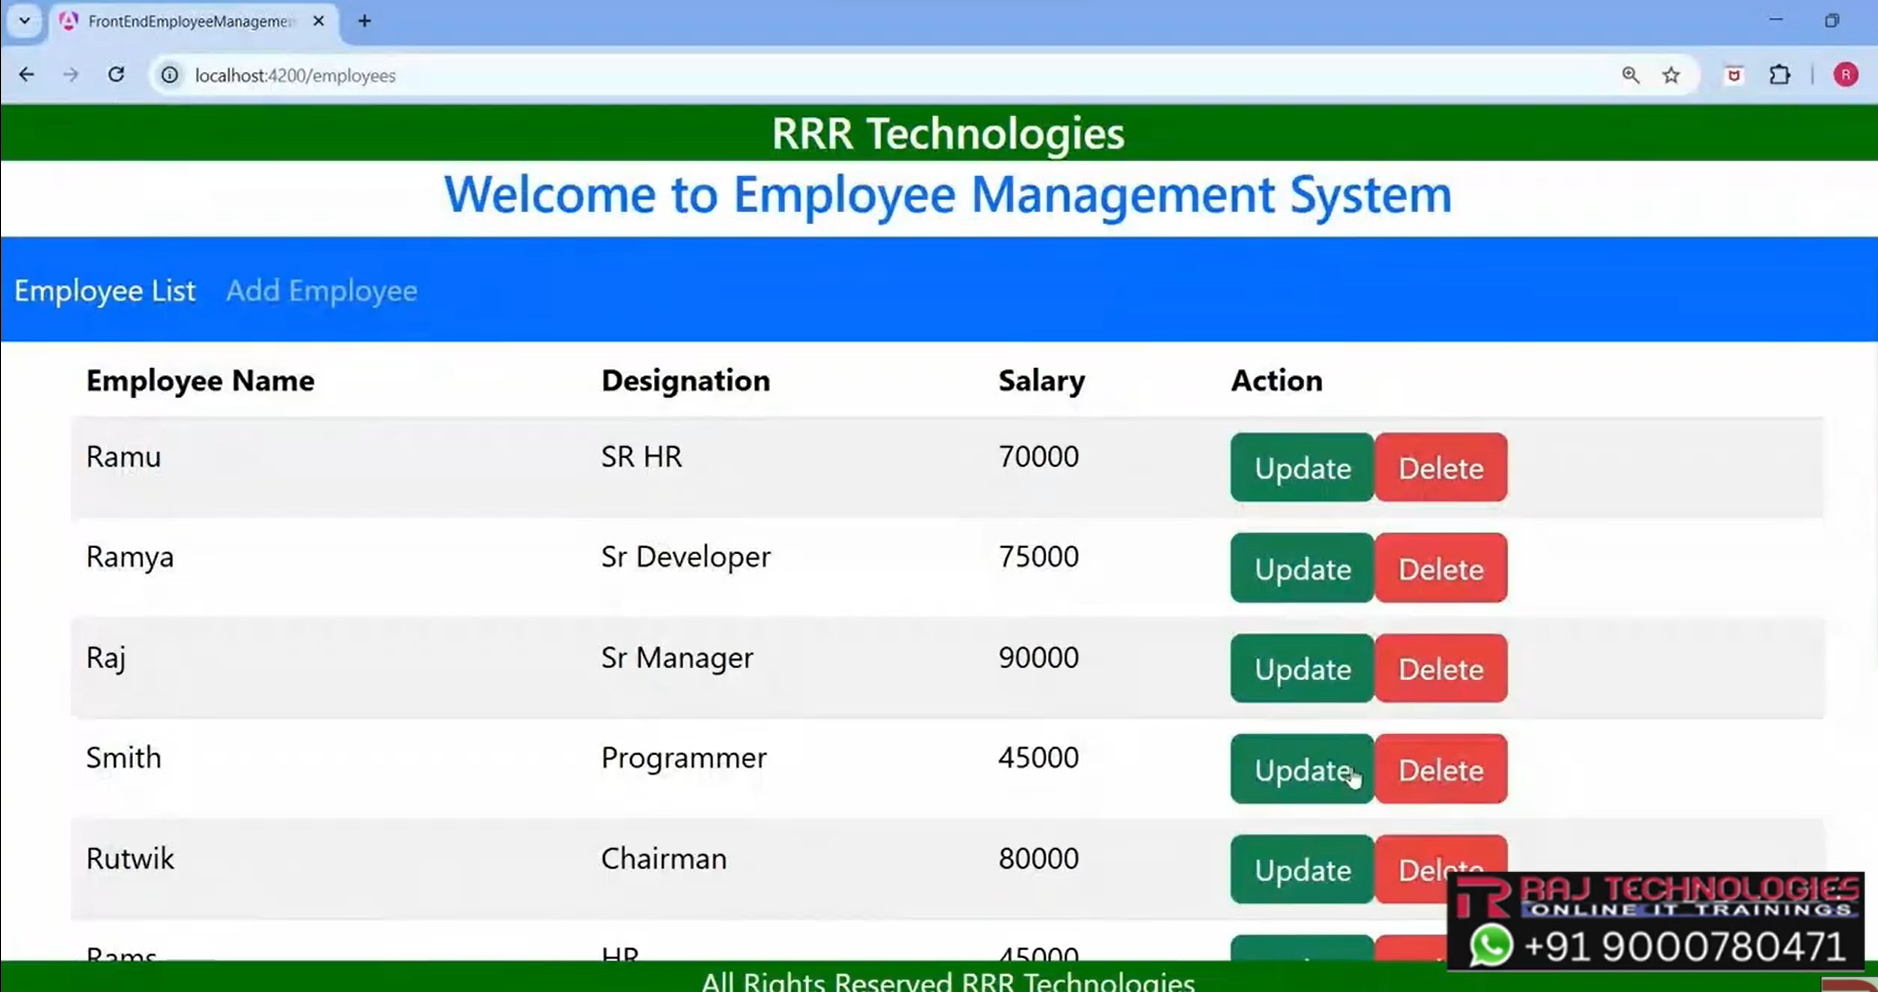 FrontEndEmployeeManagemen
localhost:4200/employees
R
RRR Technologies
Welcome to Employee Management System
Employee List Add Employee
Employee Name Designation Salary Action
Ramu SR HR 70000 Update Delete
Ramya Sr Developer 75000 Update Delete
Raj Sr Manager 90000 Update Delete
Smith Programmer 45000 Update Delete
Rutwik Chairman 80000 Update Delete
Rams HR 45000
RAJ TECHNOLOGIES
ONLINE IT TRAININGS
+91 9000780471
All Rights Reserved RRR Technologies